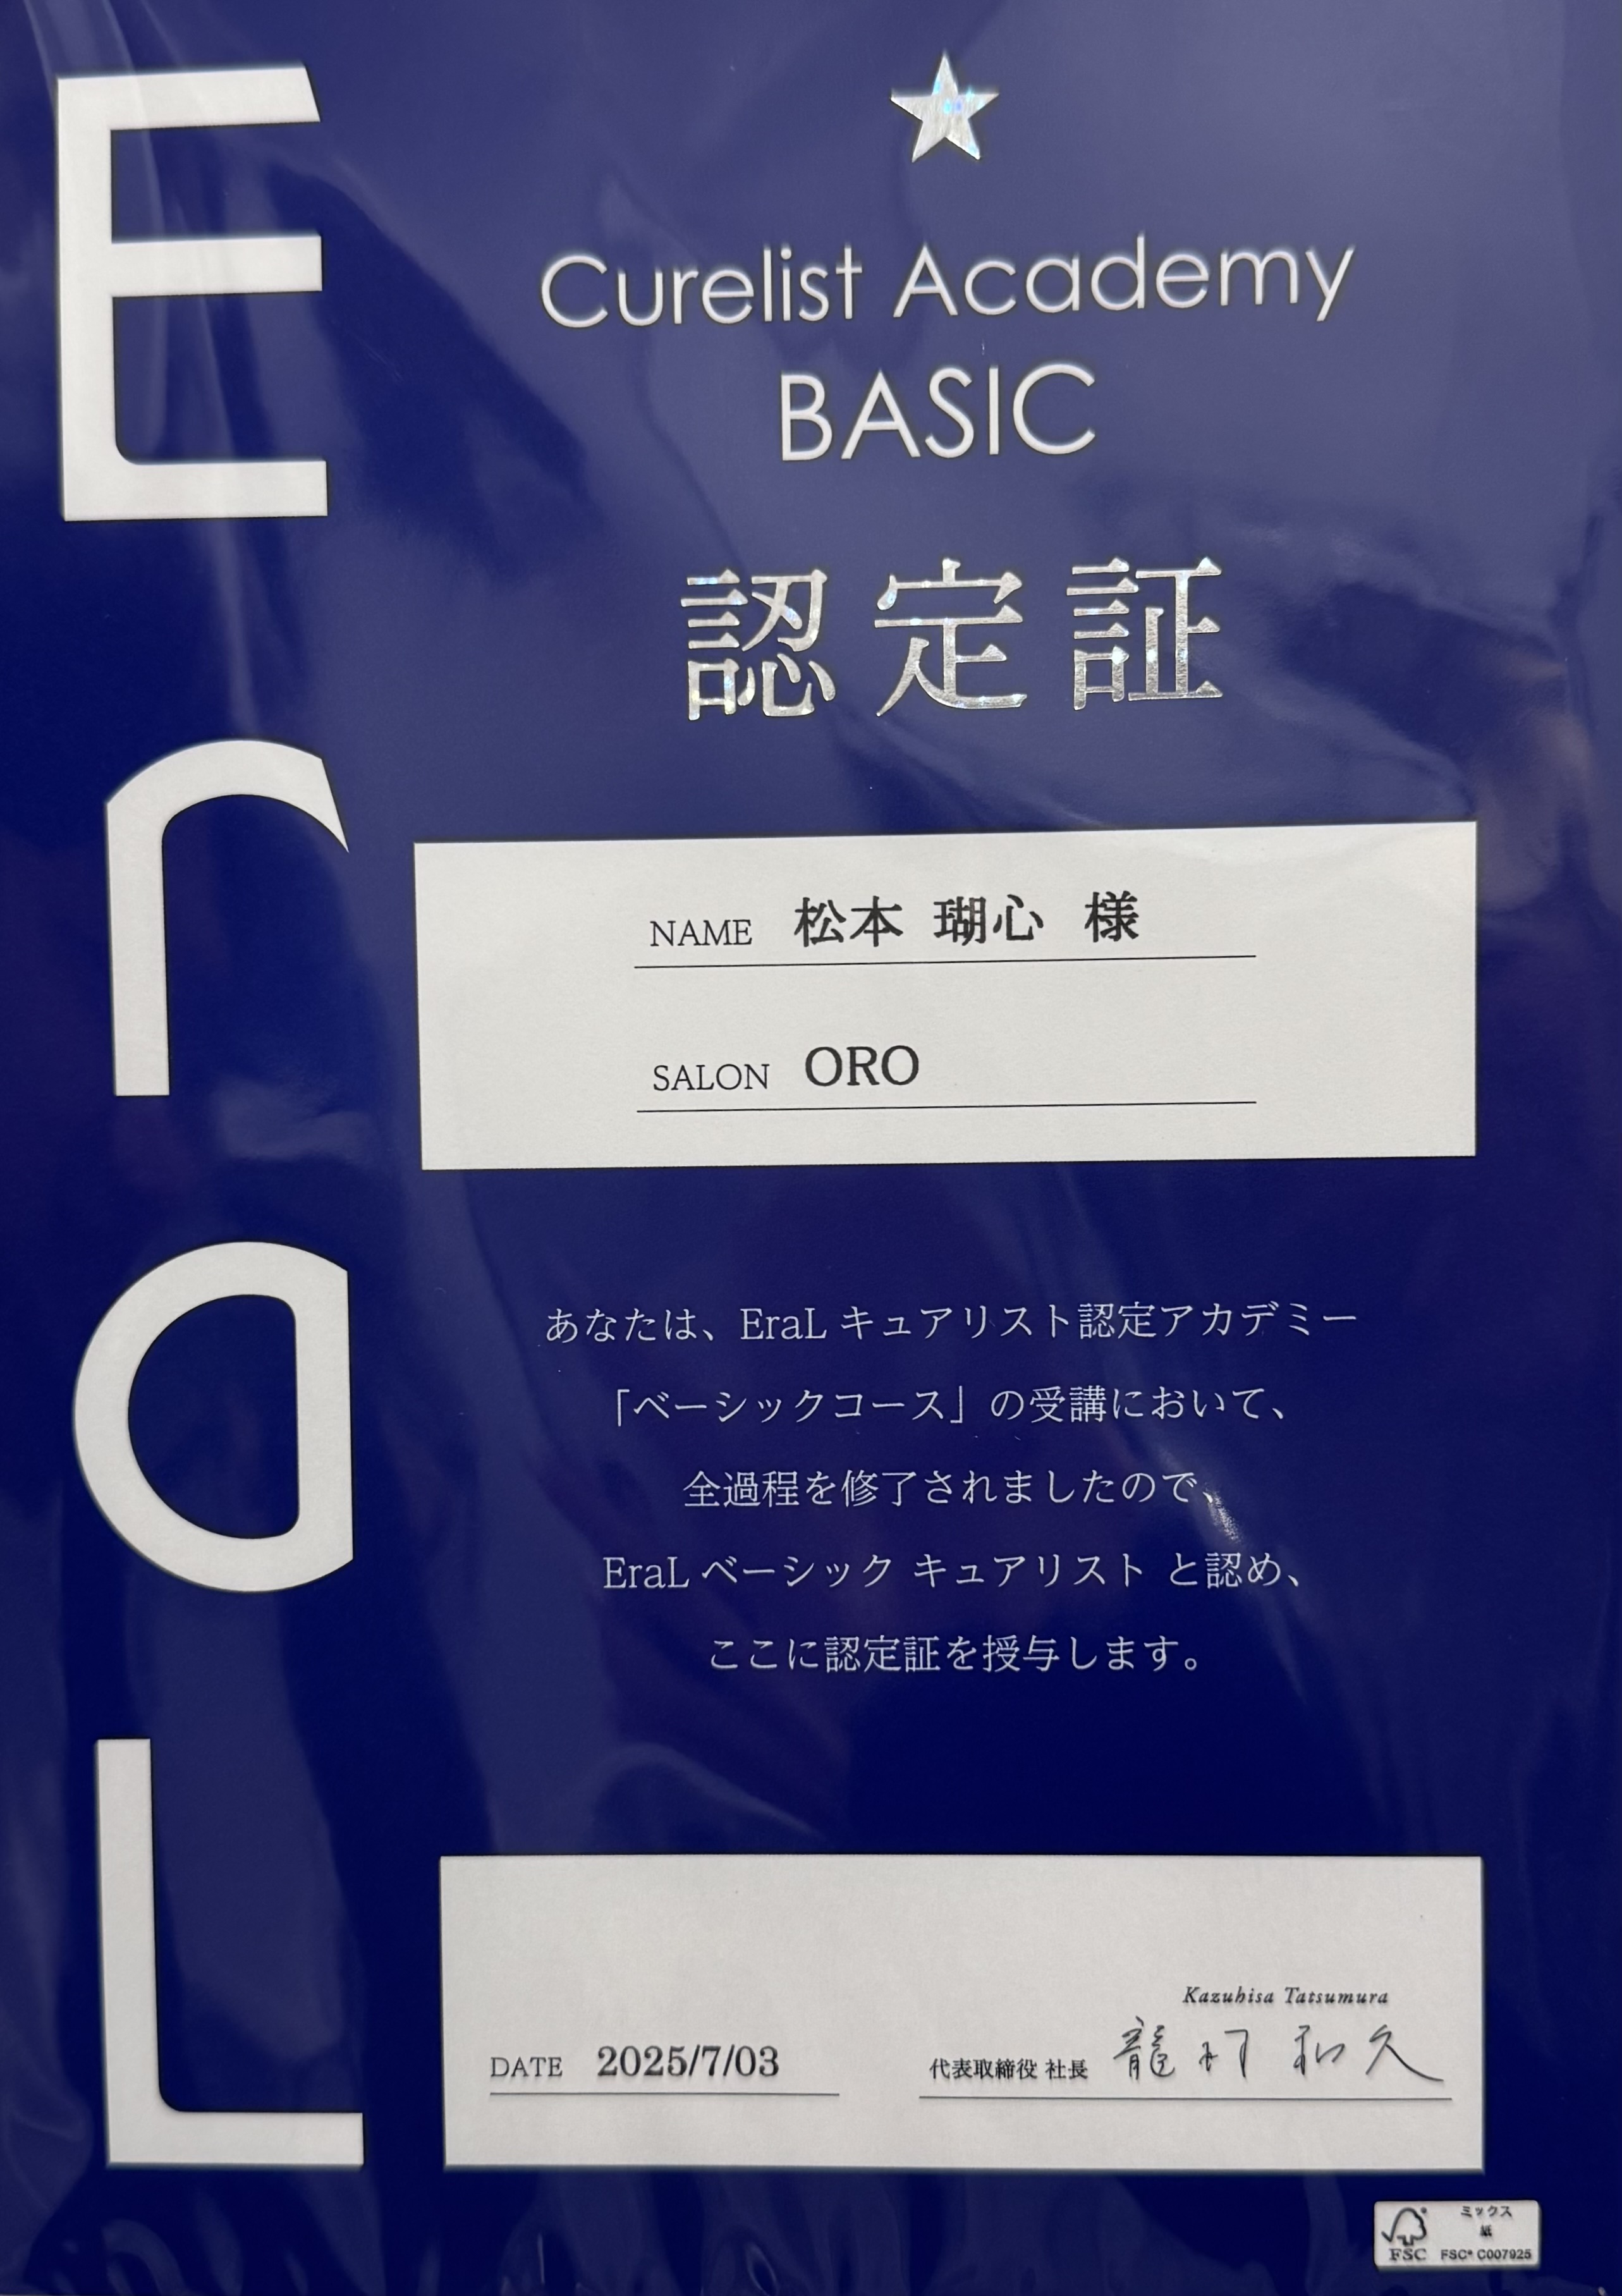 EraL
Curelist Academy
BASIC
認定証
NAME 松本 瑚心 様
SALON ORO
あなたは、EraL キュアリスト認定アカデミー
「ベーシックコース」の受講において、
全過程を修了されましたので、
EraL ベーシック キュアリスト と認め、
ここに認定証を授与します。
Kazuhisa Tatsumura
DATE 2025/7/03 代表取締役 社長 龍村 和久
ミックス
紙
FSC FSC® C007925